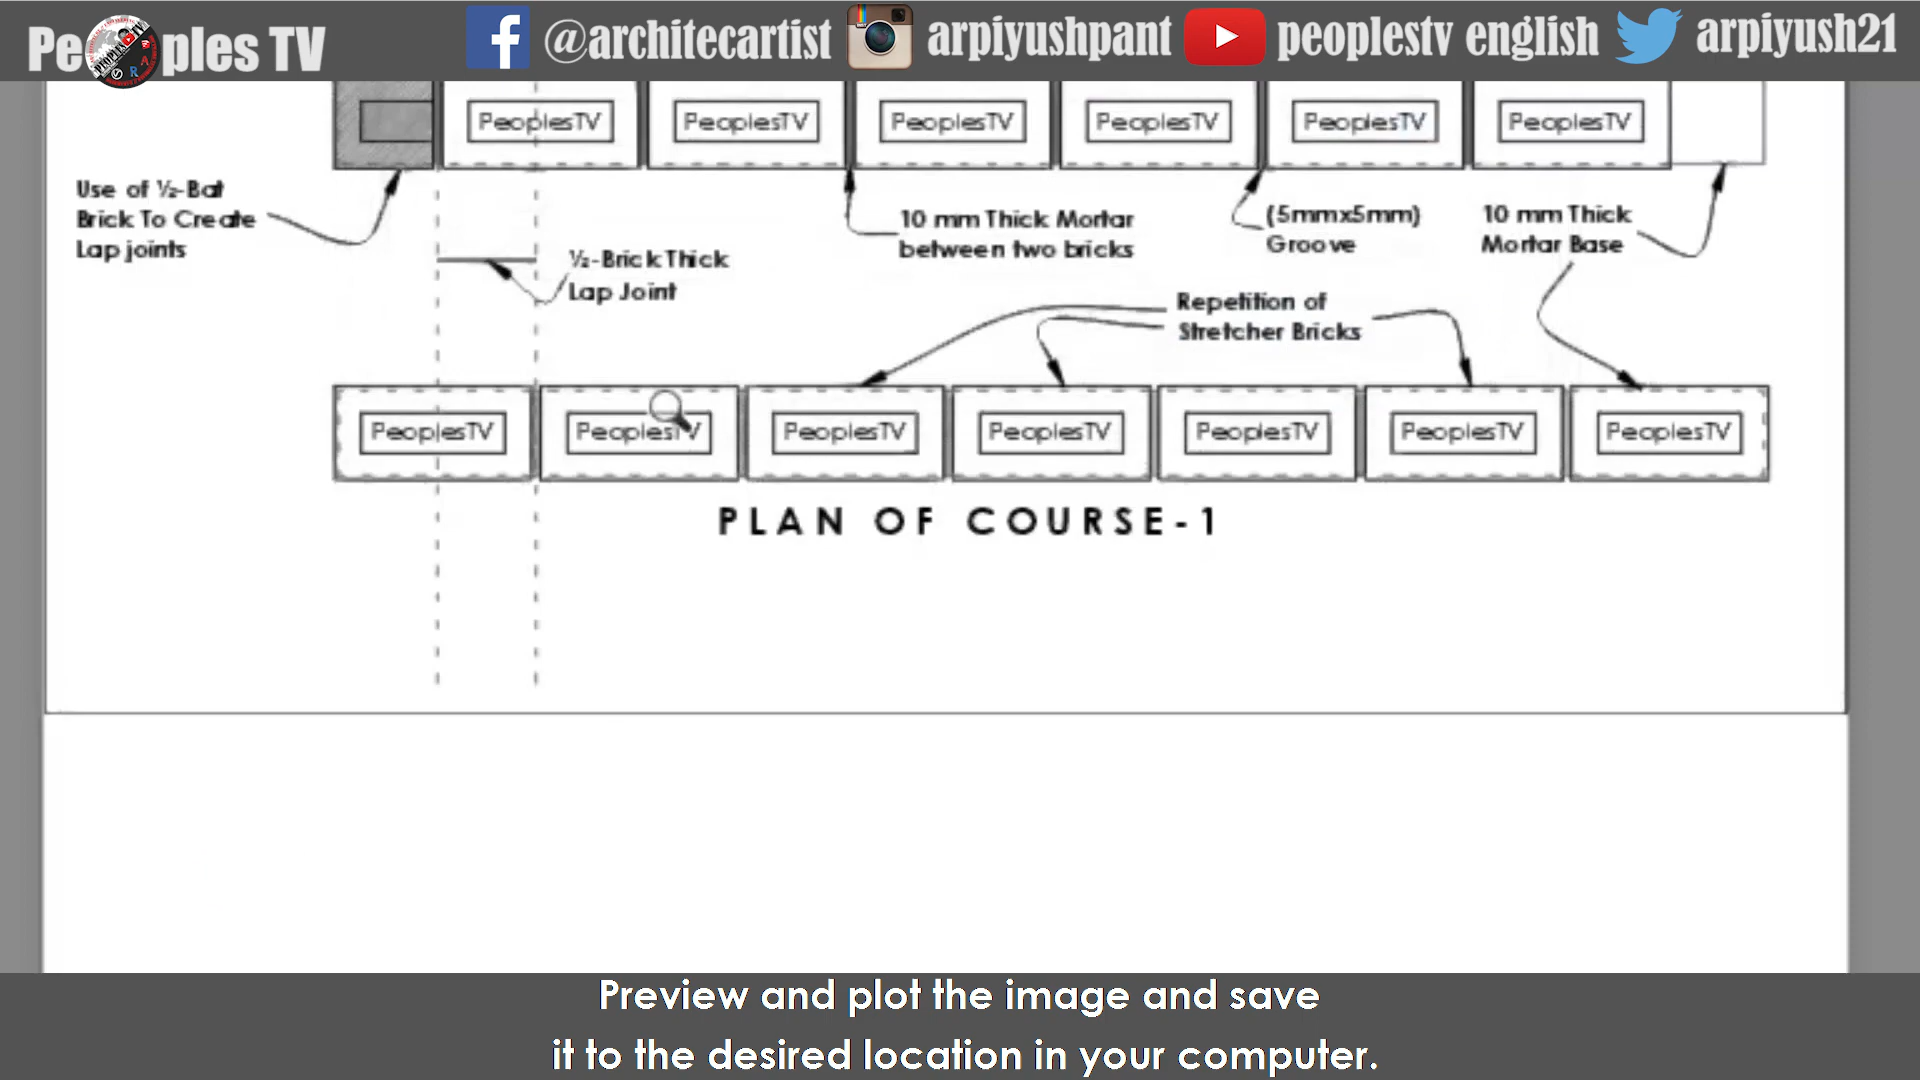 Peoples TV @architecartist arpiyushpant peoplestv english arpiyush21
PeoplesTV PeoplesTV PeoplesTV PeoplesTV PeoplesTV PeoplesTV
Use of ½-Bat
Brick To Create
Lap joints
½-Brick Thick
Lap Joint
10 mm Thick Mortar
between two bricks
(5mmx5mm)
Groove
10 mm Thick
Mortar Base
Repetition of
Stretcher Bricks
PeoplesTV PeoplesTV PeoplesTV PeoplesTV PeoplesTV PeoplesTV PeoplesTV
PLAN OF COURSE-1
Preview and plot the image and save
it to the desired location in your computer.